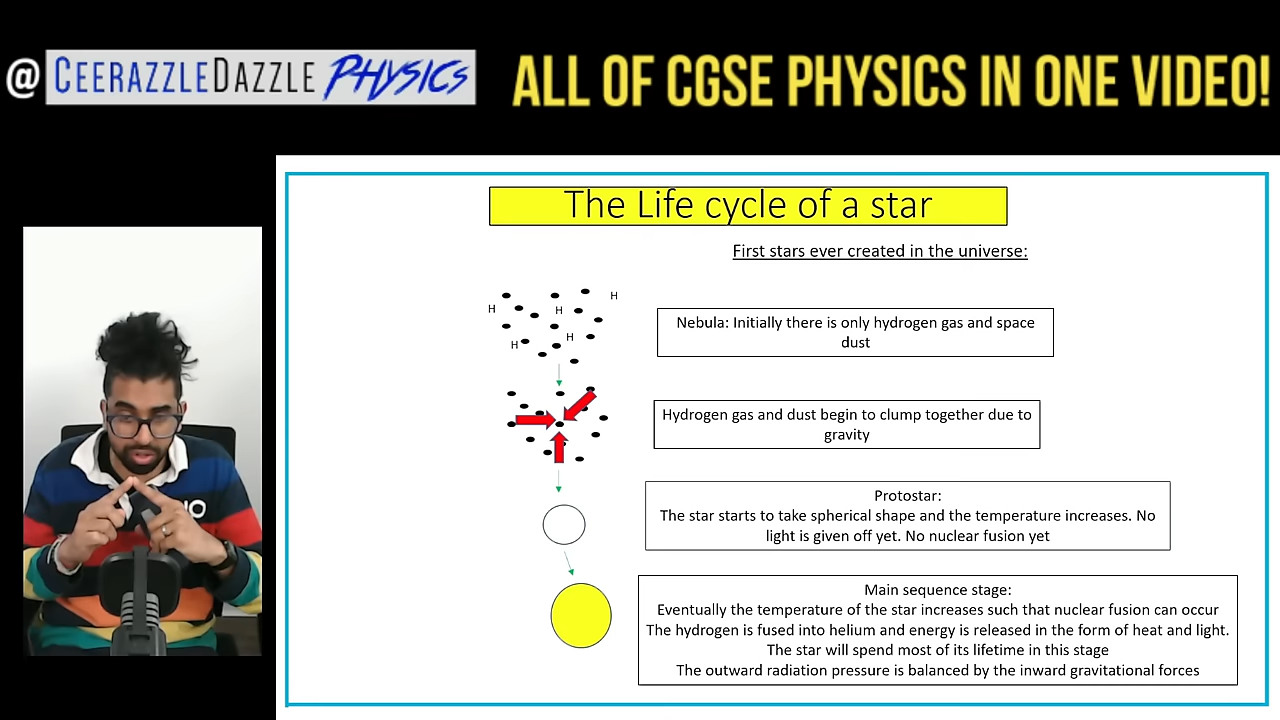 @ CEERAZZLEDAZZLE PHYSICS
ALL OF CGSE PHYSICS IN ONE VIDEO!
The Life cycle of a star
First stars ever created in the universe:
H
H
H
H
H
Nebula: Initially there is only hydrogen gas and space
dust
Hydrogen gas and dust begin to clump together due to
gravity
Protostar:
The star starts to take spherical shape and the temperature increases. No
light is given off yet. No nuclear fusion yet
Main sequence stage:
Eventually the temperature of the star increases such that nuclear fusion can occur
The hydrogen is fused into helium and energy is released in the form of heat and light.
The star will spend most of its lifetime in this stage
The outward radiation pressure is balanced by the inward gravitational forces